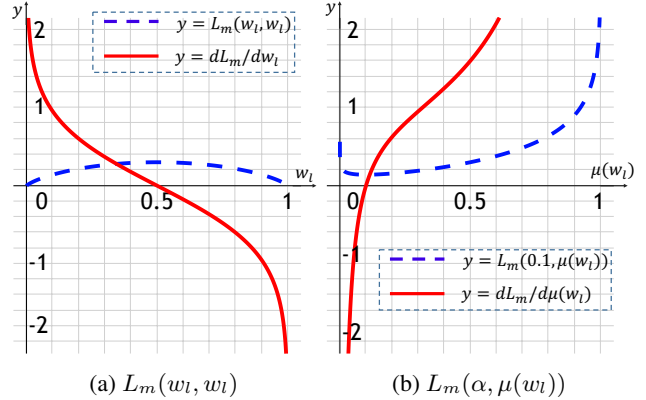 y
y = L_m(w_l, w_l)
y = dL_m/dw_l
2
1
w_l
0
0.5
1
-1
-2
(a) L_m(w_l, w_l)
y
2
1
μ(w_l)
0
0.5
1
-1
y = L_m(0.1, μ(w_l))
y = dL_m/dμ(w_l)
-2
(b) L_m(α, μ(w_l))